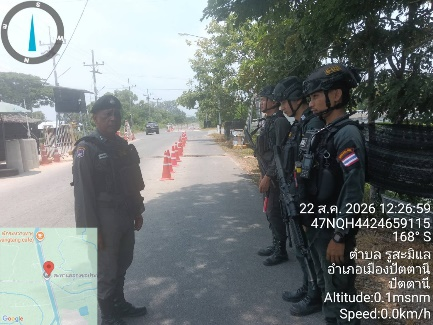 22 ส.ค. 2026 12:26:59
47NQH4424659115
168° S
ตำบล รูสะมิแล
อำเภอเมืองปัตตานี
ปัตตานี
Altitude:0.1msnm
Speed:0.0km/h
Google